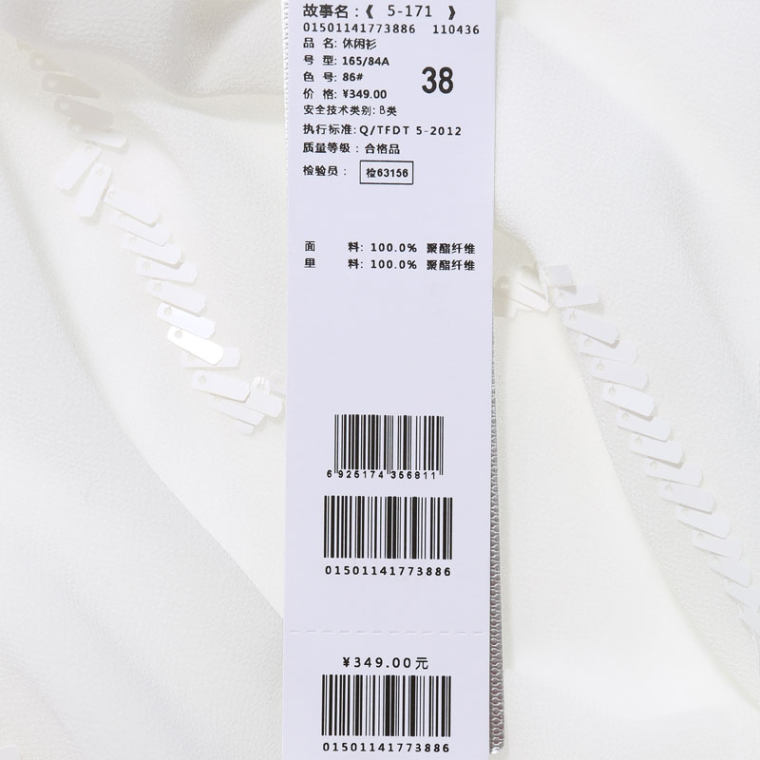 故事名：《 5-171 》
01501141773886 110436
品 名: 休闲衫
号 型: 165/84A
色 号: 86#
38
价 格: ¥349.00
安全技术类别: B类
执行标准: Q/TFDT 5-2012
质量等级： 合格品
检验员： 检63156
面 料: 100.0% 聚酯纤维
里 料: 100.0% 聚酯纤维
6 925174 356811
01501141773886
¥349.00元
01501141773886